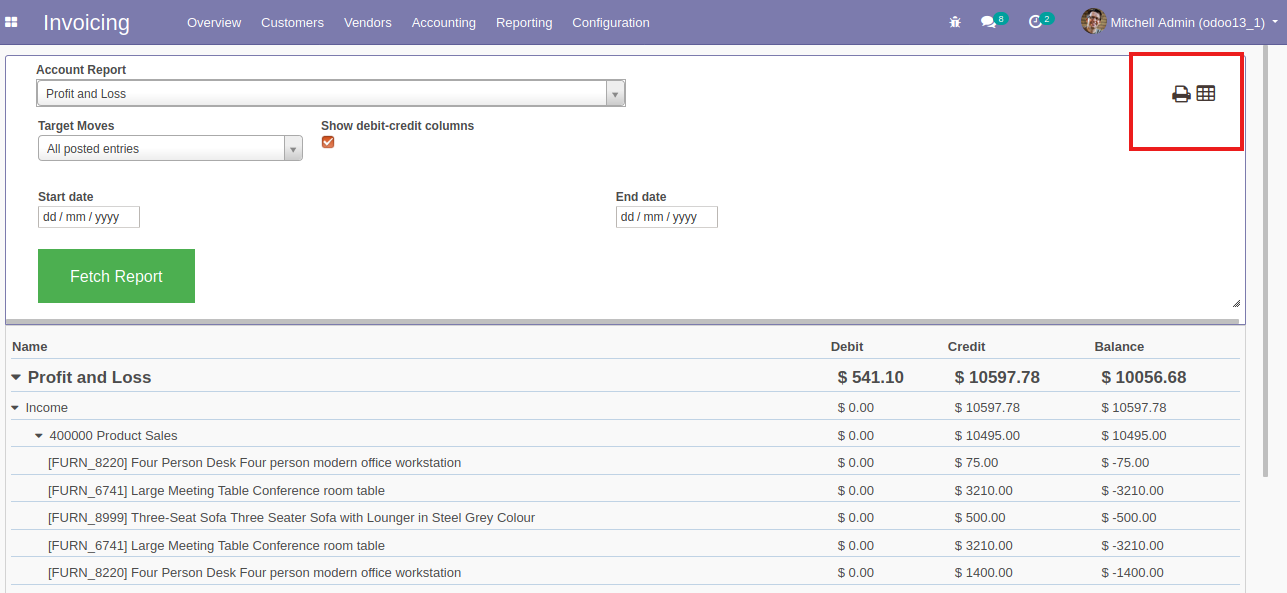 Invoicing Overview Customers Vendors Accounting Reporting Configuration 8 2 Mitchell Admin (odoo13_1)
Account Report
Profit and Loss
Target Moves Show debit-credit columns
All posted entries
Start date End date
dd / mm / yyyy dd / mm / yyyy
Fetch Report
Name Debit Credit Balance
Profit and Loss $ 541.10 $ 10597.78 $ 10056.68
Income $ 0.00 $ 10597.78 $ 10597.78
400000 Product Sales $ 0.00 $ 10495.00 $ 10495.00
[FURN_8220] Four Person Desk Four person modern office workstation $ 0.00 $ 75.00 $ -75.00
[FURN_6741] Large Meeting Table Conference room table $ 0.00 $ 3210.00 $ -3210.00
[FURN_8999] Three-Seat Sofa Three Seater Sofa with Lounger in Steel Grey Colour $ 0.00 $ 500.00 $ -500.00
[FURN_6741] Large Meeting Table Conference room table $ 0.00 $ 3210.00 $ -3210.00
[FURN_8220] Four Person Desk Four person modern office workstation $ 0.00 $ 1400.00 $ -1400.00